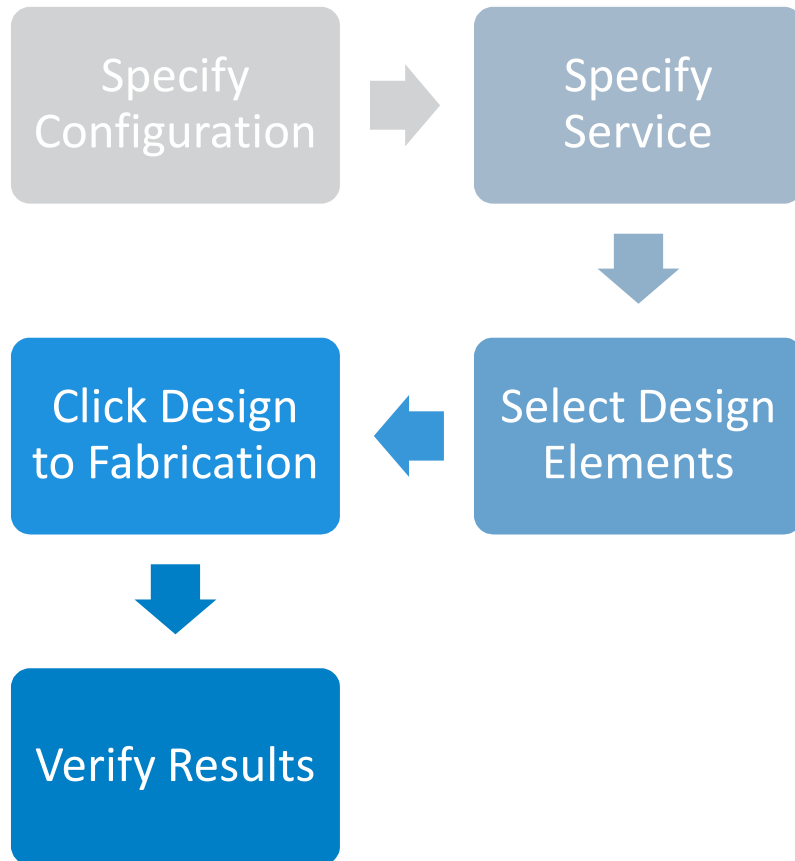 Specify
Configuration
Specify
Service
Select Design
Elements
Click Design
to Fabrication
Verify Results